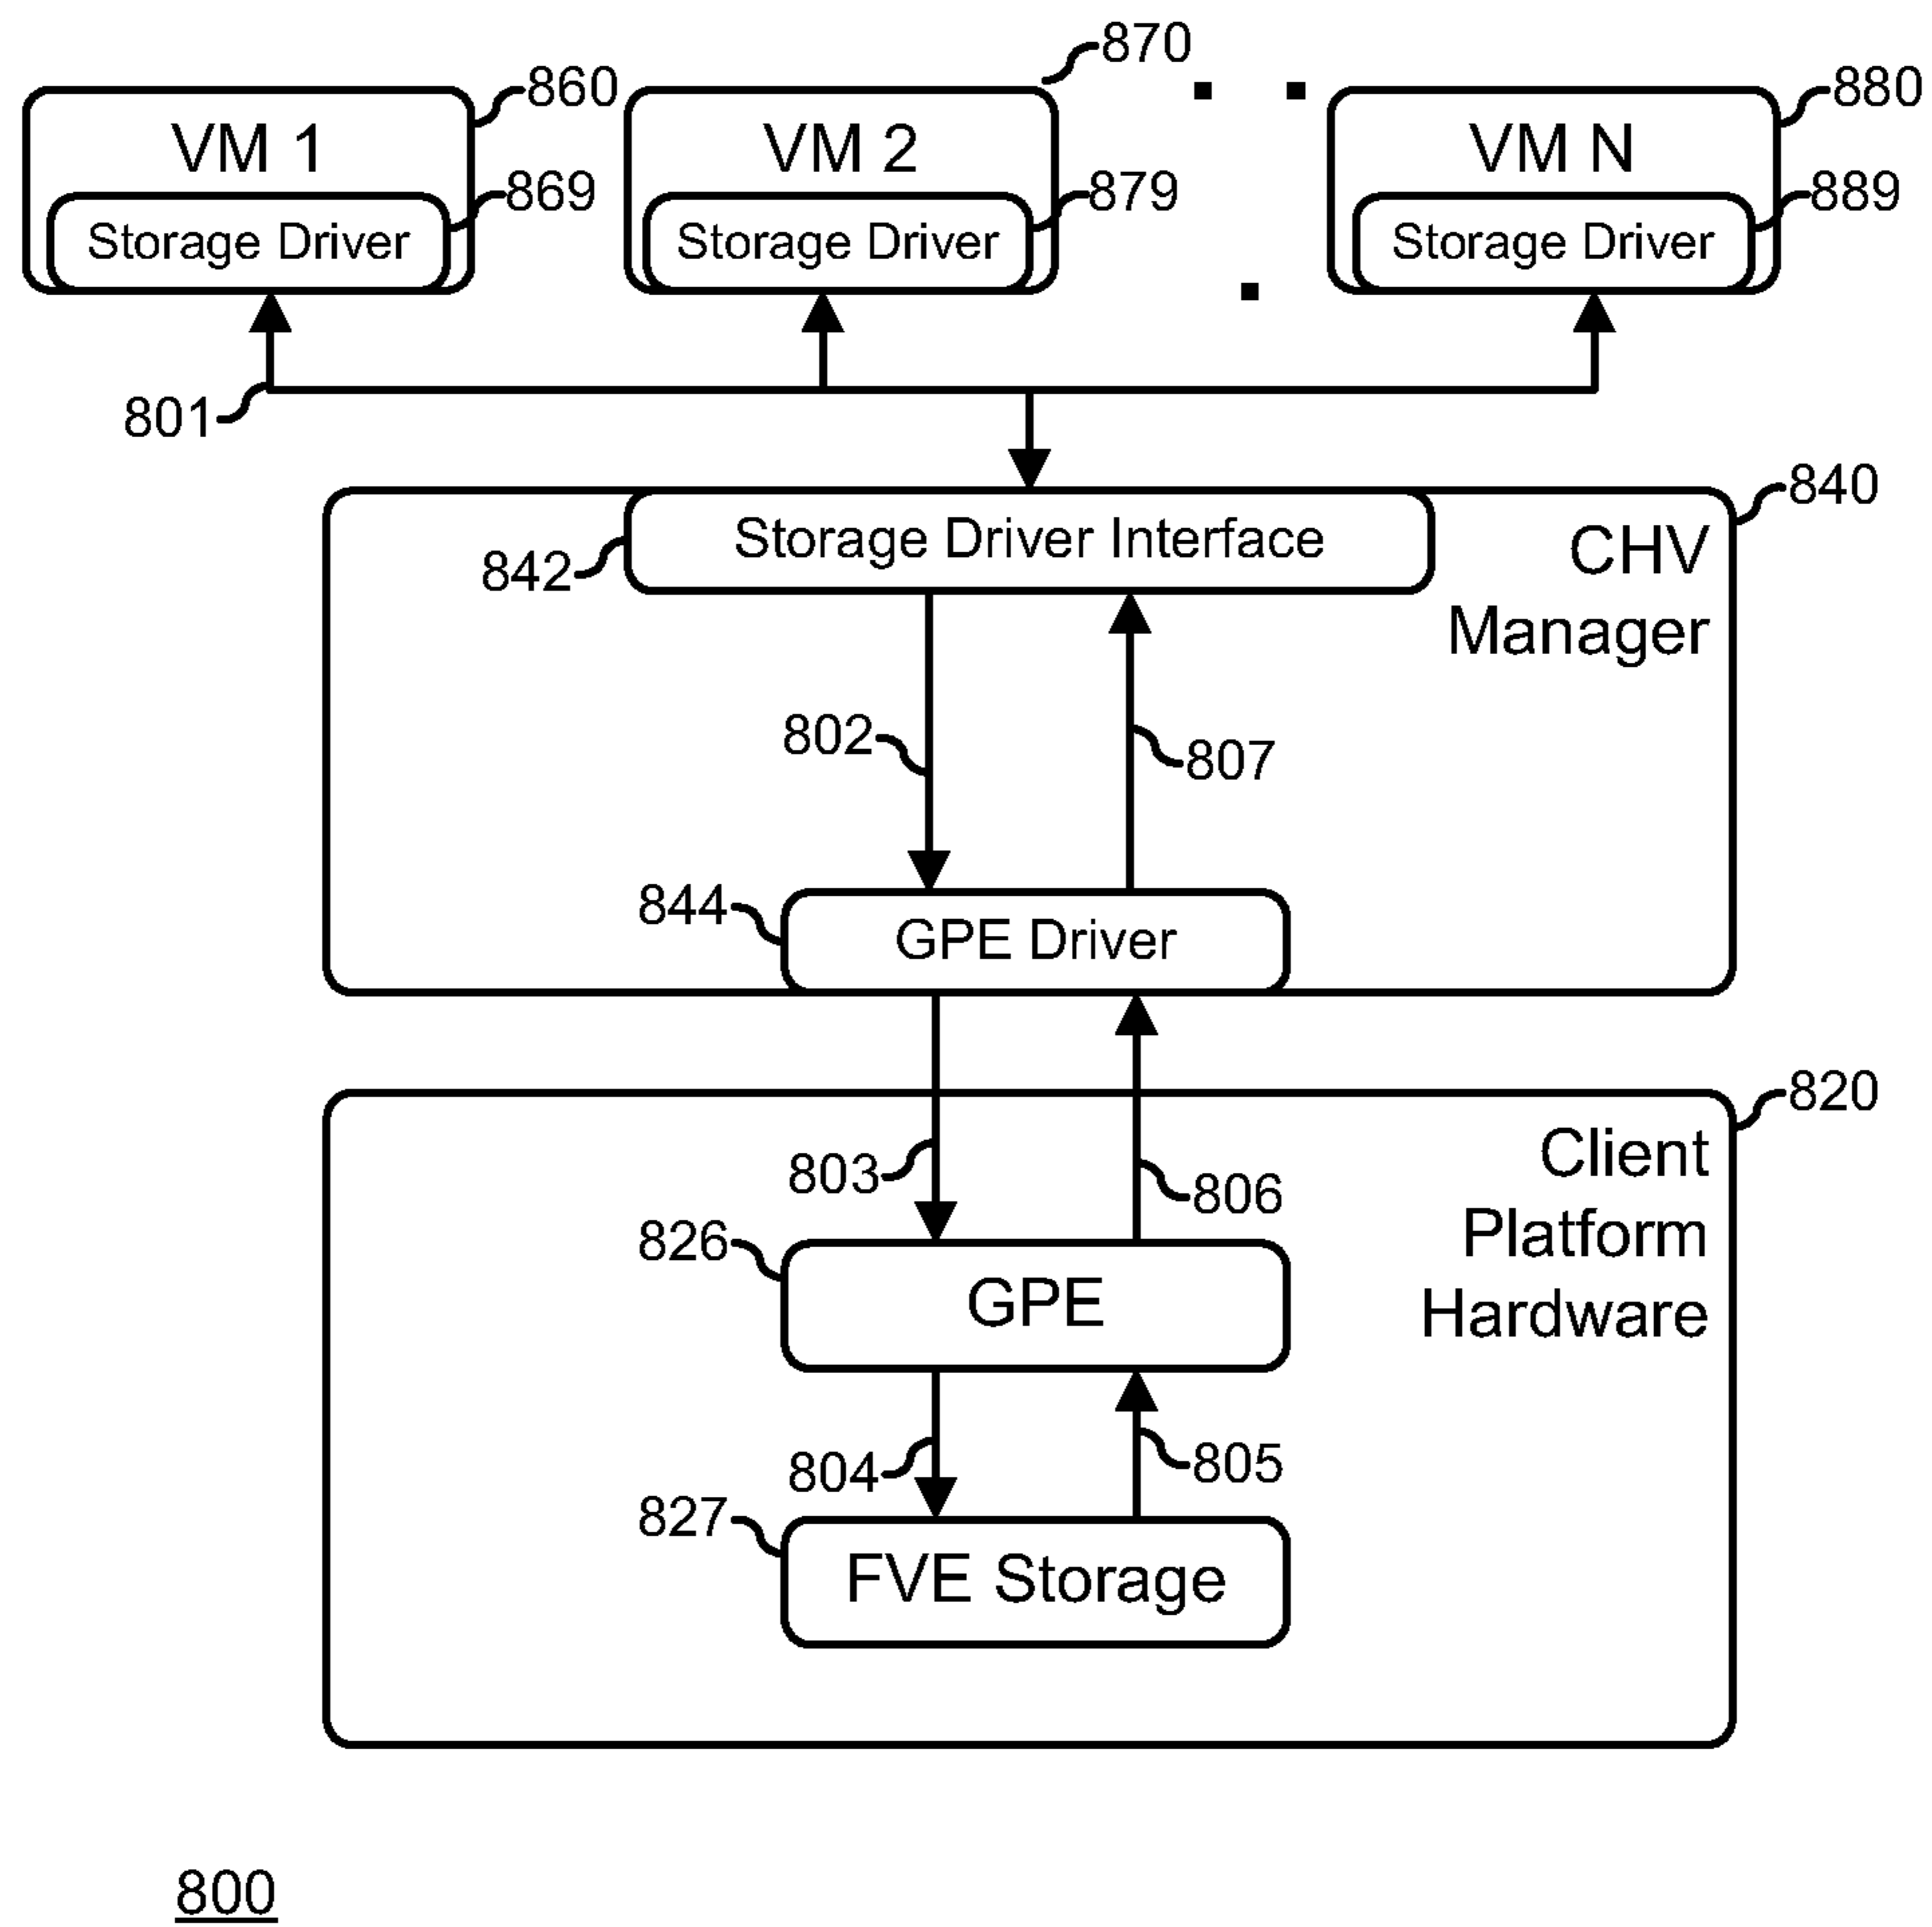 870
860
880
VM 1
VM 2
VM N
869
879
889
Storage Driver
Storage Driver
Storage Driver
801
840
Storage Driver Interface
CHV
842
Manager
802
807
844
GPE Driver
820
Client
803
806
Platform
826
GPE
Hardware
804
805
827
FVE Storage
800